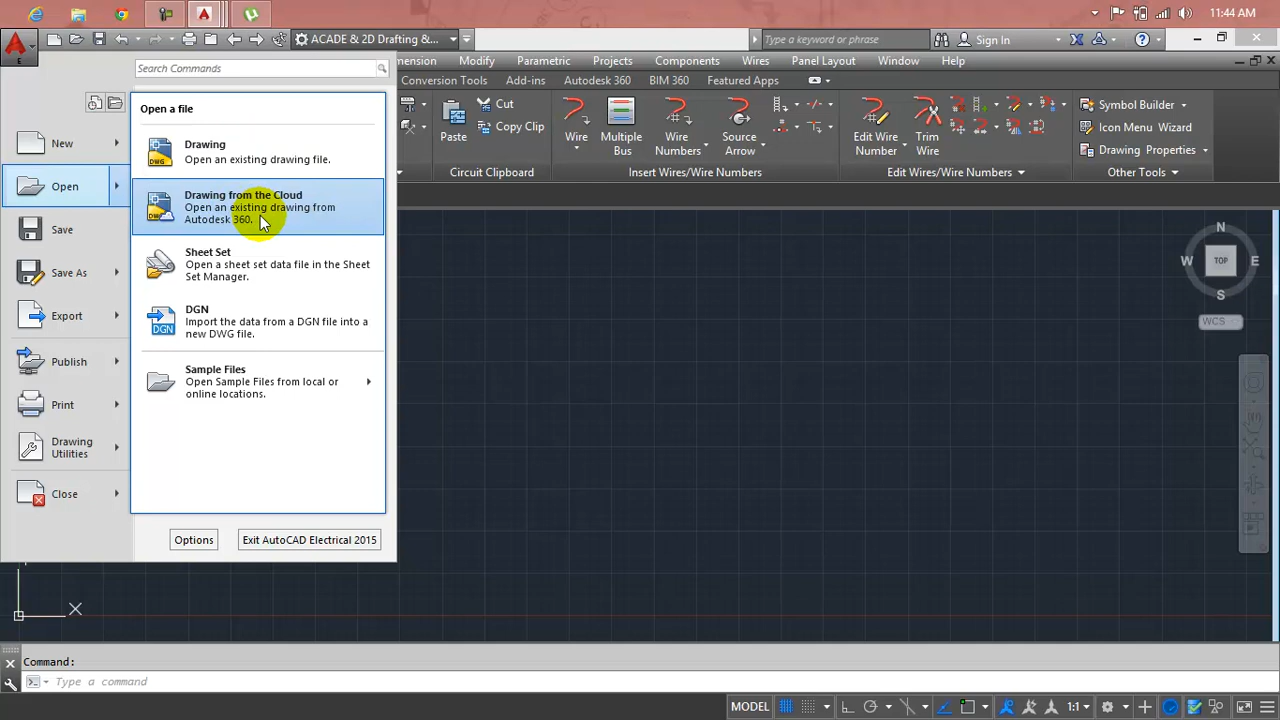 11:44 AM
ACADE & 2D Drafting &...
Type a keyword or phrase
Sign In
E
Search Commands
mension
Modify
Parametric
Projects
Components
Wires
Panel Layout
Window
Help
Conversion Tools
Add-ins
Autodesk 360
BIM 360
Featured Apps
Open a file
New
Open
Save
Save As
Export
Publish
Print
Drawing
Utilities
Close
Drawing
Open an existing drawing file.
Drawing from the Cloud
Open an existing drawing from
Autodesk 360.
Sheet Set
Open a sheet set data file in the Sheet
Set Manager.
DGN
Import the data from a DGN file into a
new DWG file.
Sample Files
Open Sample Files from local or
online locations.
DWG
DGN
Options
Exit AutoCAD Electrical 2015
Paste
Cut
Copy Clip
Circuit Clipboard
Wire
Multiple
Bus
Wire
Numbers
Source
Arrow
Insert Wires/Wire Numbers
Edit Wire
Number
Trim
Wire
Edit Wires/Wire Numbers
Symbol Builder
Icon Menu Wizard
Drawing Properties
Other Tools
N
W
TOP
E
S
WCS
X
Command:
Type a command
MODEL
1:1